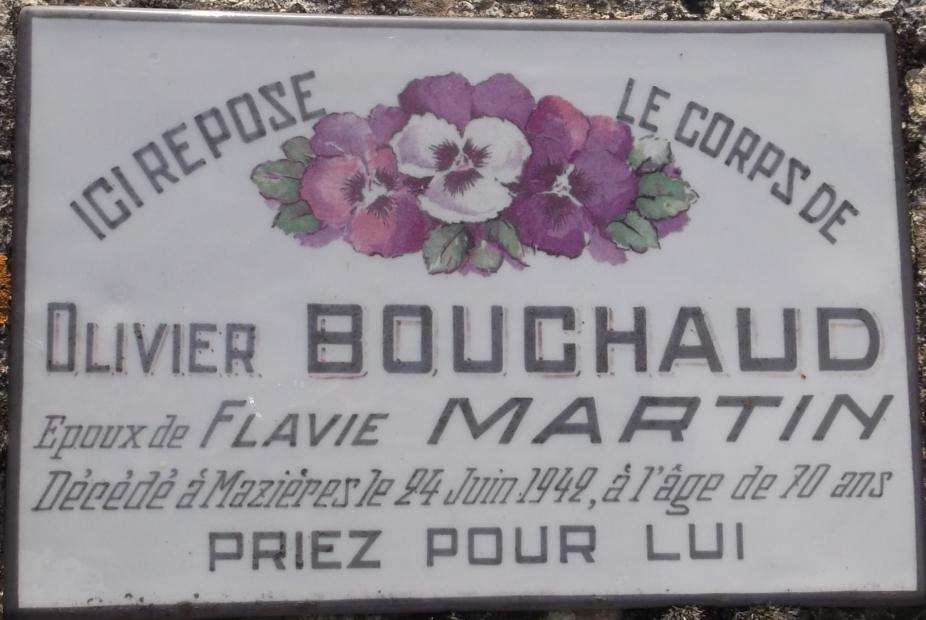 ICI REPOSE LE CORPS DE
OLIVIER BOUCHAUD
Epoux de FLAVIE MARTIN
Décédé à Mazières le 24 Juin 1942, à l'âge de 70 ans
PRIEZ POUR LUI